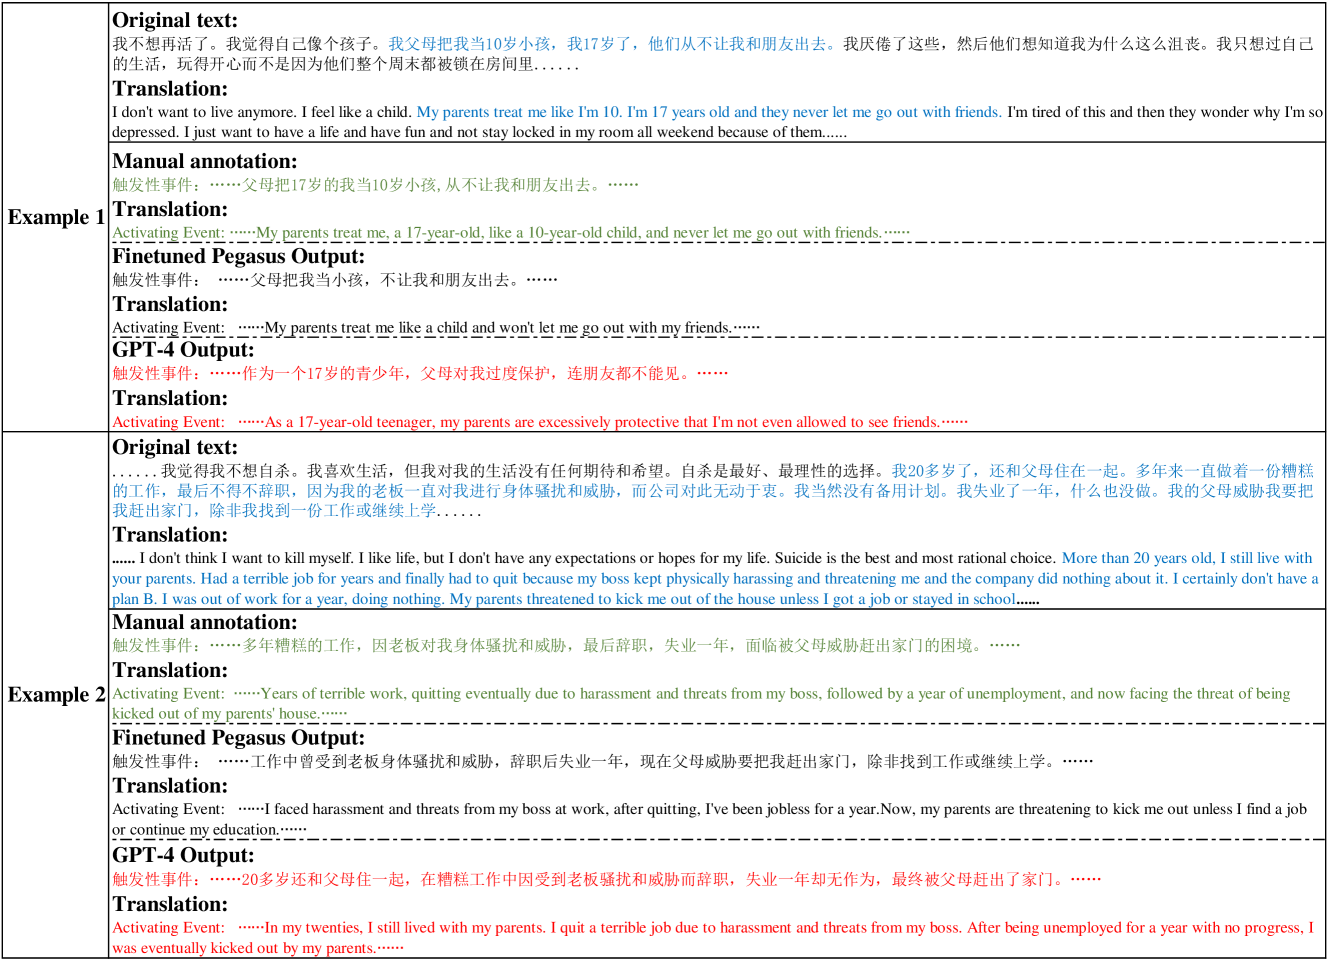 Original text:
我不想再活了。我觉得自己像个孩子。我父母把我当10岁小孩，我17岁了，他们从不让我和朋友出去。我厌倦了这些，然后他们想知道我为什么这么沮丧。我只想过自己
的生活，玩得开心而不是因为他们整个周末都被锁在房间里......
Translation:
I don't want to live anymore. I feel like a child. My parents treat me like I'm 10. I'm 17 years old and they never let me go out with friends. I'm tired of this and then they wonder why I'm so
depressed. I just want to have a life and have fun and not stay locked in my room all weekend because of them......
Example 1
Manual annotation:
触发性事件：……父母把17岁的我当10岁小孩,从不让我和朋友出去。……
Translation:
Activating Event: ……My parents treat me, a 17-year-old, like a 10-year-old child, and never let me go out with friends.……
Finetuned Pegasus Output:
触发性事件： ……父母把我当小孩，不让我和朋友出去。……
Translation:
Activating Event: ……My parents treat me like a child and won't let me go out with my friends.……
GPT-4 Output:
触发性事件：……作为一个17岁的青少年，父母对我过度保护，连朋友都不能见。……
Translation:
Activating Event: ……As a 17-year-old teenager, my parents are excessively protective that I'm not even allowed to see friends.……
Original text:
......我觉得我不想自杀。我喜欢生活，但我对我的生活没有任何期待和希望。自杀是最好、最理性的选择。我20多岁了，还和父母住在一起。多年来一直做着一份糟糕
的工作，最后不得不辞职，因为我的老板一直对我进行身体骚扰和威胁，而公司对此无动于衷。我当然没有备用计划。我失业了一年，什么也没做。我的父母威胁我要把
我赶出家门，除非我找到一份工作或继续上学......
Translation:
...... I don't think I want to kill myself. I like life, but I don't have any expectations or hopes for my life. Suicide is the best and most rational choice. More than 20 years old, I still live with
your parents. Had a terrible job for years and finally had to quit because my boss kept physically harassing and threatening me and the company did nothing about it. I certainly don't have a
plan B. I was out of work for a year, doing nothing. My parents threatened to kick me out of the house unless I got a job or stayed in school......
Example 2
Manual annotation:
触发性事件：……多年糟糕的工作，因老板对我身体骚扰和威胁，最后辞职，失业一年，面临被父母威胁赶出家门的困境。……
Translation:
Activating Event: ……Years of terrible work, quitting eventually due to harassment and threats from my boss, followed by a year of unemployment, and now facing the threat of being
kicked out of my parents' house.……
Finetuned Pegasus Output:
触发性事件： ……工作中曾受到老板身体骚扰和威胁，辞职后失业一年，现在父母威胁要把我赶出家门，除非找到工作或继续上学。……
Translation:
Activating Event: ……I faced harassment and threats from my boss at work, after quitting, I've been jobless for a year.Now, my parents are threatening to kick me out unless I find a job
or continue my education.……
GPT-4 Output:
触发性事件：……20多岁还和父母住一起，在糟糕工作中因受到老板骚扰和威胁而辞职，失业一年却无作为，最终被父母赶出了家门。……
Translation:
Activating Event: ……In my twenties, I still lived with my parents. I quit a terrible job due to harassment and threats from my boss. After being unemployed for a year with no progress, I
was eventually kicked out by my parents.……